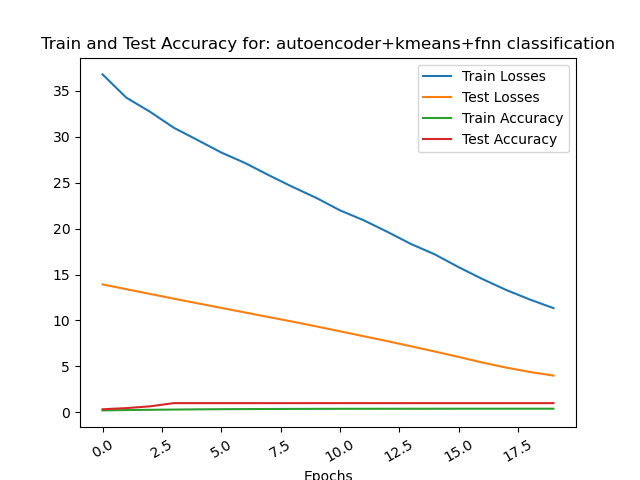 Train and Test Accuracy for: autoencoder+kmeans+fnn classification
Train Losses
Test Losses
Train Accuracy
Test Accuracy
35
30
25
20
15
10
5
0
0.0 2.5 5.0 7.5 10.0 12.5 15.0 17.5
Epochs